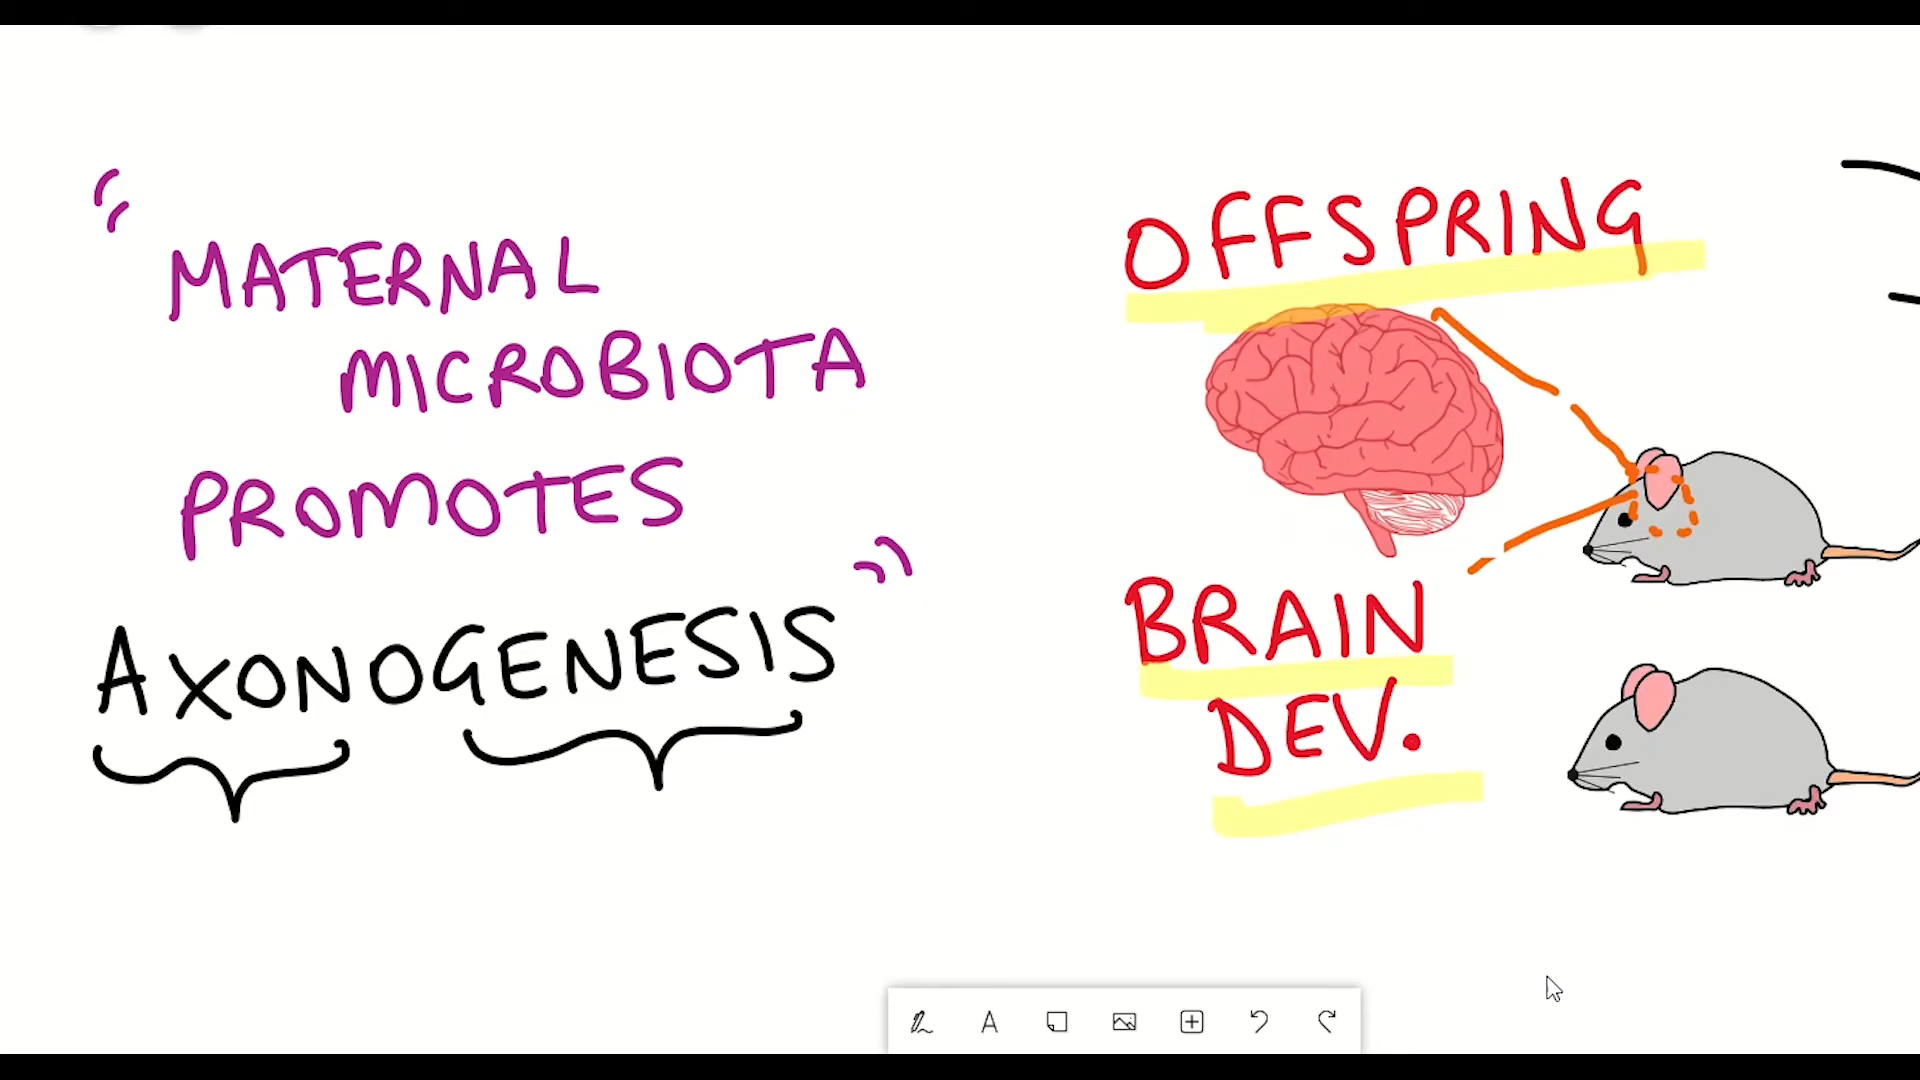 "MATERNAL
MICROBIOTA
PROMOTES"
AXONOGENESIS
OFFSPRING
BRAIN
DEV.
A